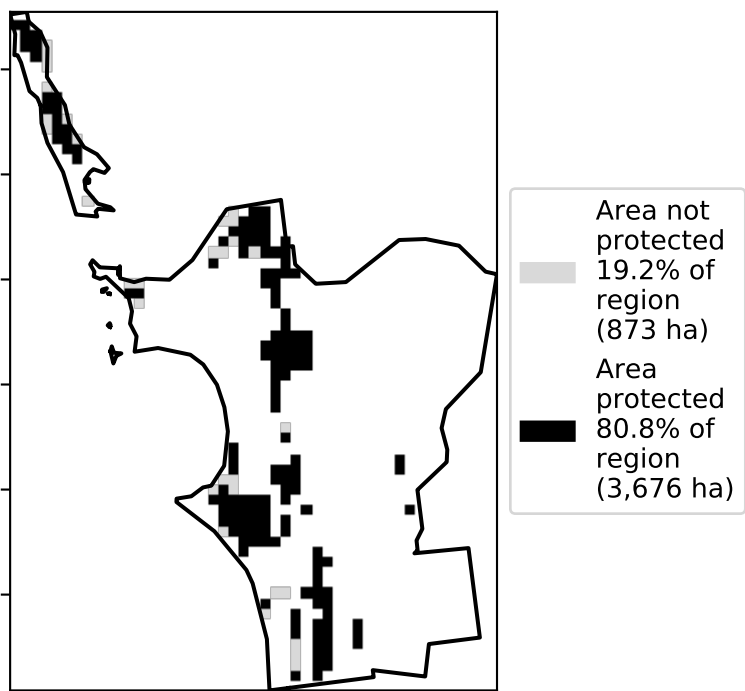 Area not
protected
19.2% of
region
(873 ha)
Area
protected
80.8% of
region
(3,676 ha)